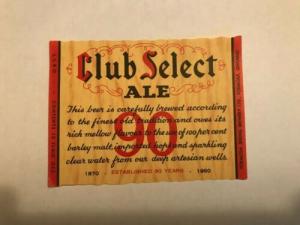 Club Select
ALE
90
This beer is carefully brewed according
to the finest old tradition and owes its
rich mellow flavor to the use of 100 per cent
barley malt, imported hops and sparkling
clear water from our deep artesian wells.
1870 - ESTABLISHED 90 YEARS - 1960